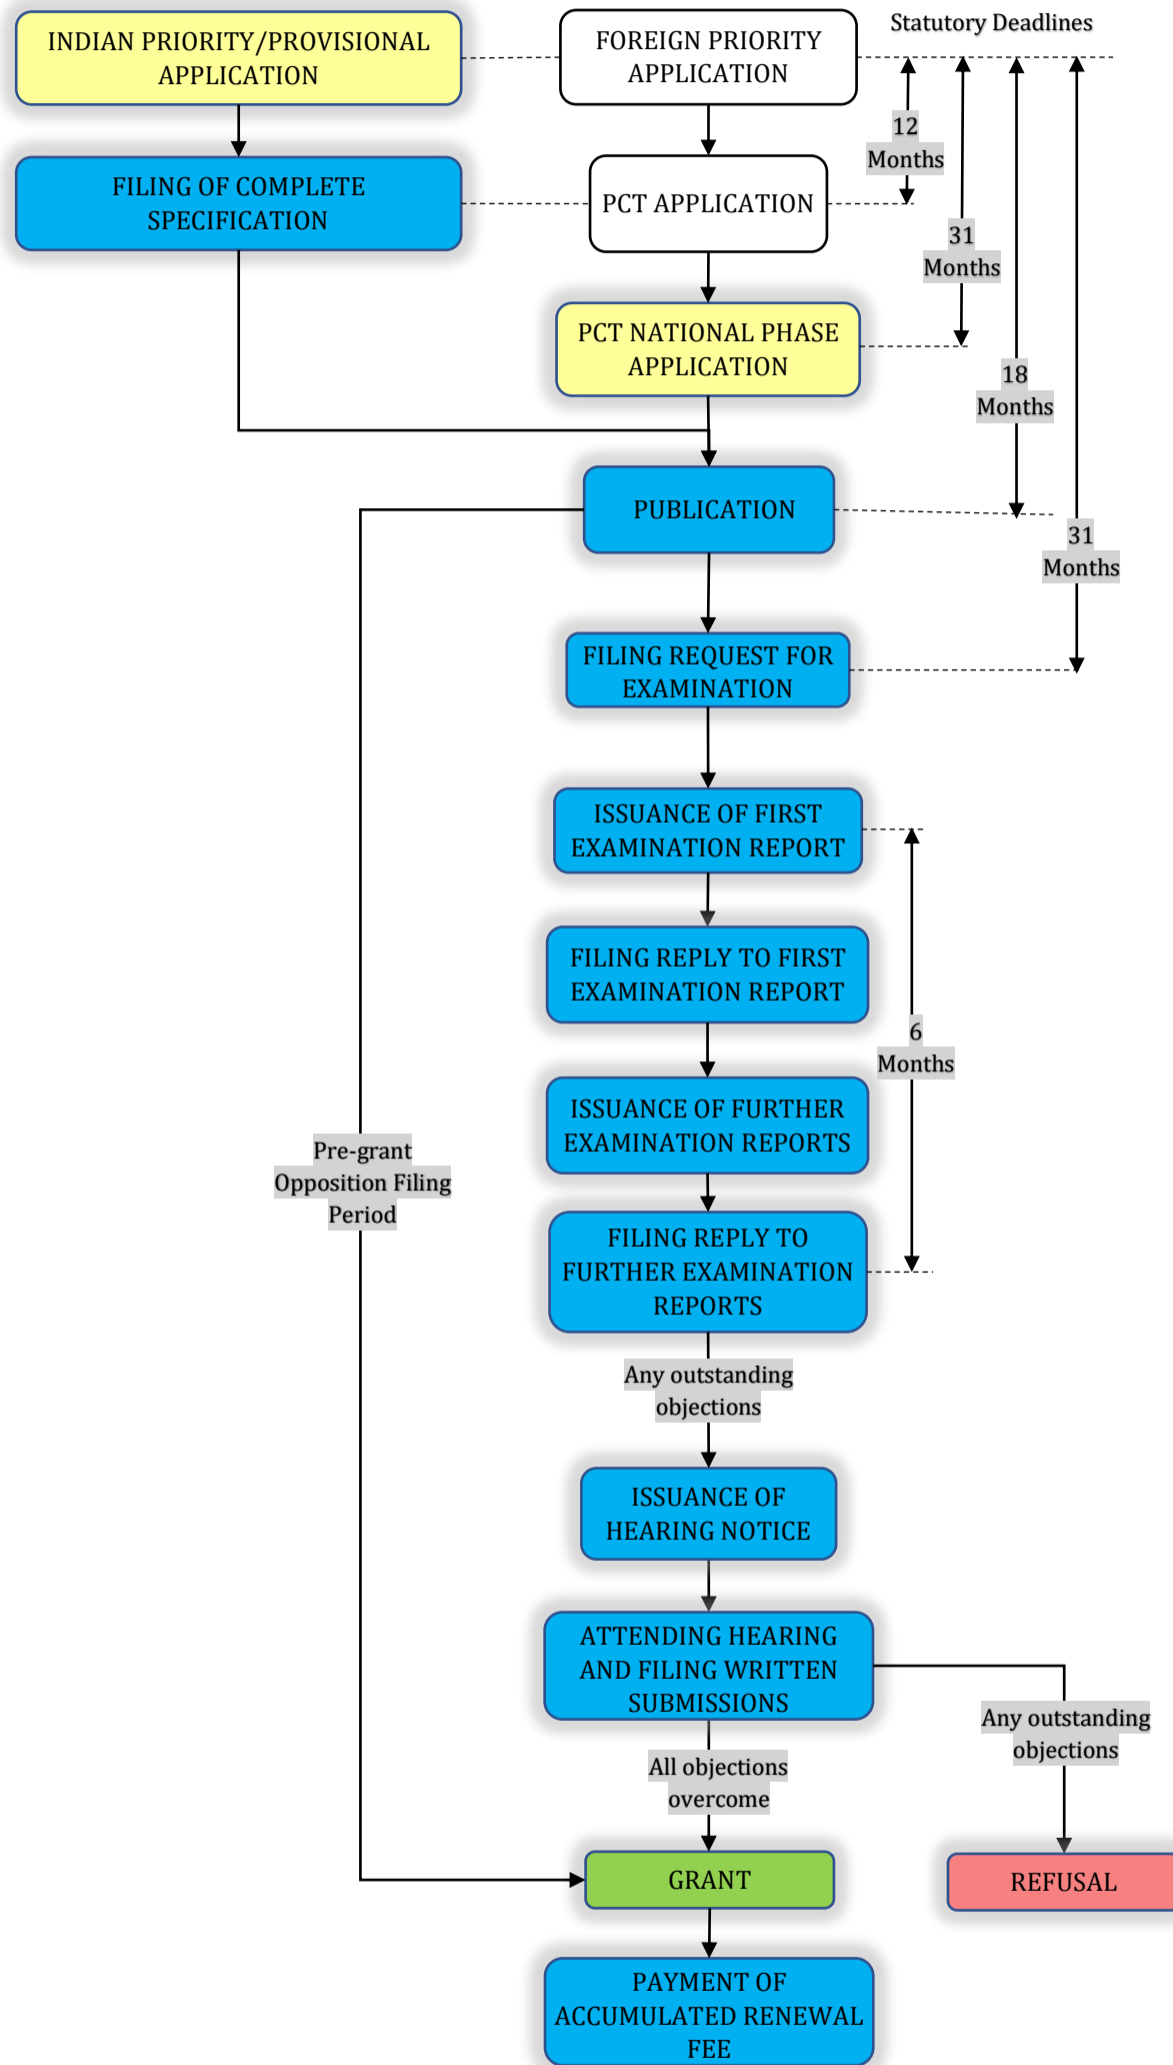 INDIAN PRIORITY/PROVISIONAL
APPLICATION
FOREIGN PRIORITY
APPLICATION
Statutory Deadlines
12
Months
FILING OF COMPLETE
SPECIFICATION
PCT APPLICATION
31
Months
PCT NATIONAL PHASE
APPLICATION
18
Months
PUBLICATION
31
Months
FILING REQUEST FOR
EXAMINATION
ISSUANCE OF FIRST
EXAMINATION REPORT
FILING REPLY TO FIRST
EXAMINATION REPORT
6
Months
ISSUANCE OF FURTHER
EXAMINATION REPORTS
Pre-grant
Opposition Filing
Period
FILING REPLY TO
FURTHER EXAMINATION
REPORTS
Any outstanding
objections
ISSUANCE OF
HEARING NOTICE
ATTENDING HEARING
AND FILING WRITTEN
SUBMISSIONS
Any outstanding
objections
All objections
overcome
GRANT
REFUSAL
PAYMENT OF
ACCUMULATED RENEWAL
FEE